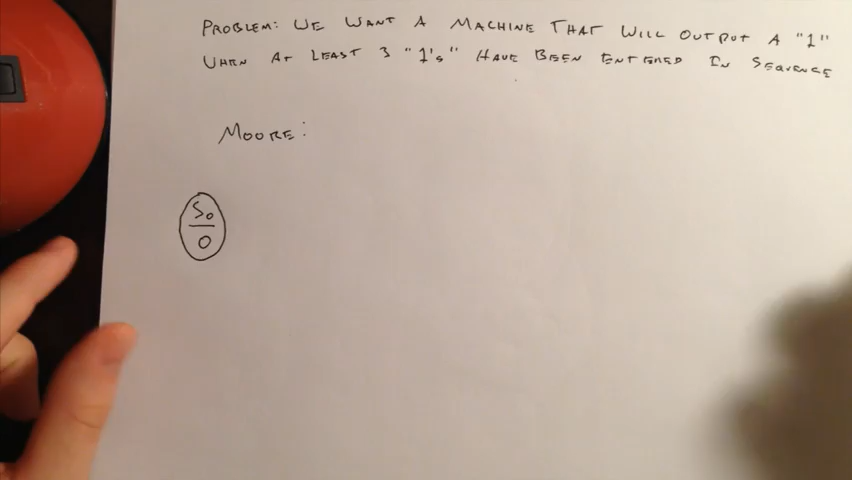 PROBLEM: WE WANT A MACHINE THAT WILL OUTPUT A "1"
WHEN AT LEAST 3 "1's" HAVE BEEN ENTERED IN SEQUENCE
MOORE:
S₀
0